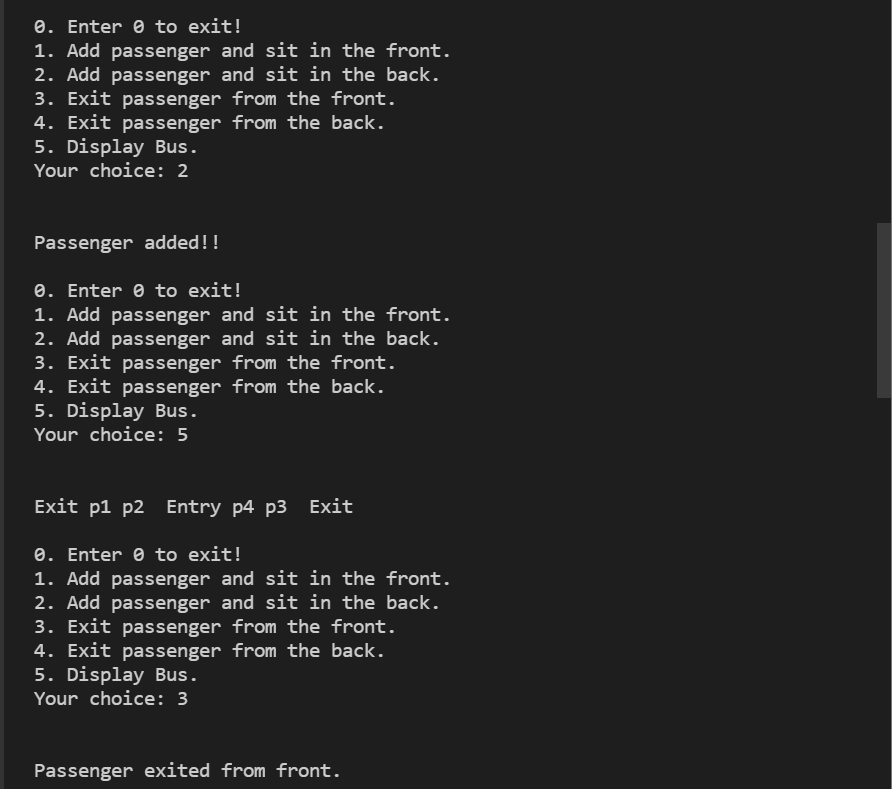 0. Enter 0 to exit!
1. Add passenger and sit in the front.
2. Add passenger and sit in the back.
3. Exit passenger from the front.
4. Exit passenger from the back.
5. Display Bus.
Your choice: 2
Passenger added!!
0. Enter 0 to exit!
1. Add passenger and sit in the front.
2. Add passenger and sit in the back.
3. Exit passenger from the front.
4. Exit passenger from the back.
5. Display Bus.
Your choice: 5
Exit p1 p2  Entry p4 p3  Exit
0. Enter 0 to exit!
1. Add passenger and sit in the front.
2. Add passenger and sit in the back.
3. Exit passenger from the front.
4. Exit passenger from the back.
5. Display Bus.
Your choice: 3
Passenger exited from front.